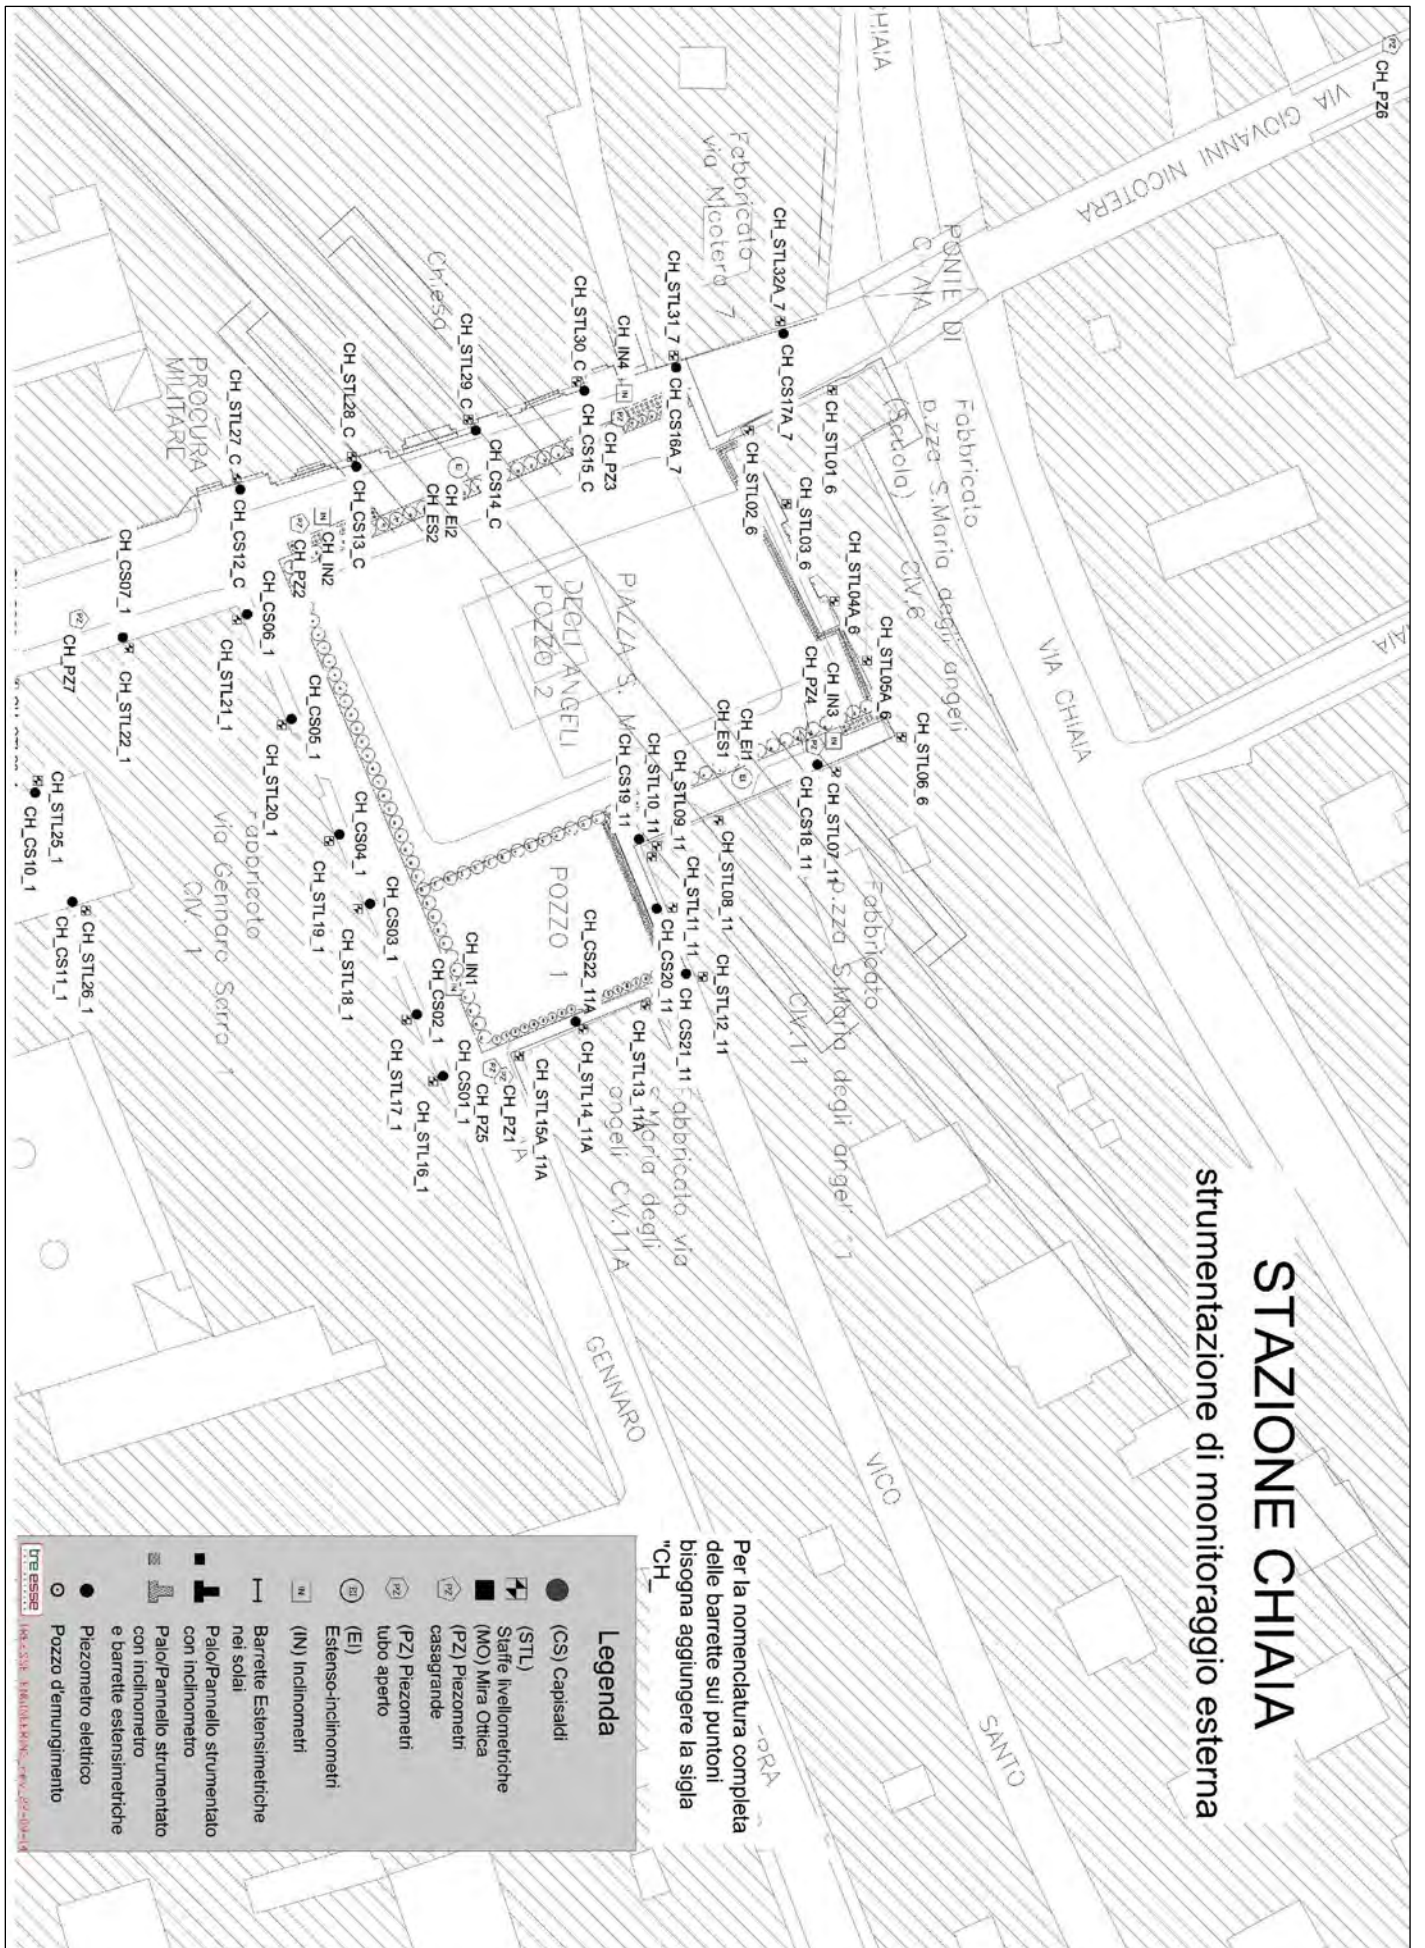 STAZIONE CHIAIA
strumentazione di monitoraggio esterna
CH_PZ6
VIA GIOVANNI NICOTERA
CHIAIA
PONTE DI
VIA CHIAIA
Fabbricato
via Nicotera 7
Fabbricato
p.zza S.Maria degli angeli
(Scuola)
CIV.6
CH_STL32A_7
CH_CS17A_7
CH_STL01_6
CH_STL02_6
CH_STL03_6
CH_STL04A_6
CH_STL05A_6
CH_STL06_6
CH_STL31_7
CH_CS16A_7
CH_IN4
CH_PZ3
CH_STL30_C
CH_CS15_C
Chiesa
CH_STL29_C
CH_CS14_C
CH_EI2
CH_ES2
CH_STL28_C
CH_CS13_C
CH_IN2
CH_PZ2
PROCURA
MILITARE
CH_STL27_C
CH_CS12_C
CH_CS07_1
CH_STL22_1
CH_PZ7
CH_CS06_1
CH_STL21_1
CH_CS05_1
CH_STL20_1
CH_CS04_1
CH_STL19_1
CH_CS03_1
CH_STL18_1
CH_CS02_1
CH_STL17_1
CH_CS01_1
CH_STL16_1
CH_STL25_1
CH_CS10_1
CH_STL26_1
CH_CS11_1
via Gennaro Serra 1
CIV. 1
PIAZZA S. M
DEGLI ANGELI
POZZO 2
POZZO 1
CH_IN3
CH_PZ4
CH_EI1
CH_ES1
CH_STL07_11
CH_CS18_11
CH_STL08_11
CH_STL09_11
CH_STL10_11
CH_CS19_11
CH_STL11_11
CH_CS20_11
CH_STL12_11
CH_CS21_11
CH_STL13_11A
CH_CS22_11A
CH_STL14_11A
CH_STL15A_11A
CH_IN1
CH_PZ1
CH_PZ5
Fabbricato
p.zza S.Maria degli angeli 11
CIV.11
Fabbricato via
S.Maria degli
angeli CIV.11A
GENNARO
VICO
SANTO
Per la nomenclatura completa
delle barrette sui puntoni
bisogna aggiungere la sigla
"CH_
Legenda
(CS) Capisaldi
(STL)
Staffe livellometriche
(MO) Mira Ottica
(PZ) Piezometri
casagrande
(PZ) Piezometri
tubo aperto
(EI)
Estenso-inclinometri
(IN) Inclinometri
Barrette Estensimetriche
nei solai
Palo/Pannello strumentato
con inclinometro
Palo/Pannello strumentato
con inclinometro
e barrette estensimetriche
Piezometro elettrico
Pozzo d'emungimento
tre esse